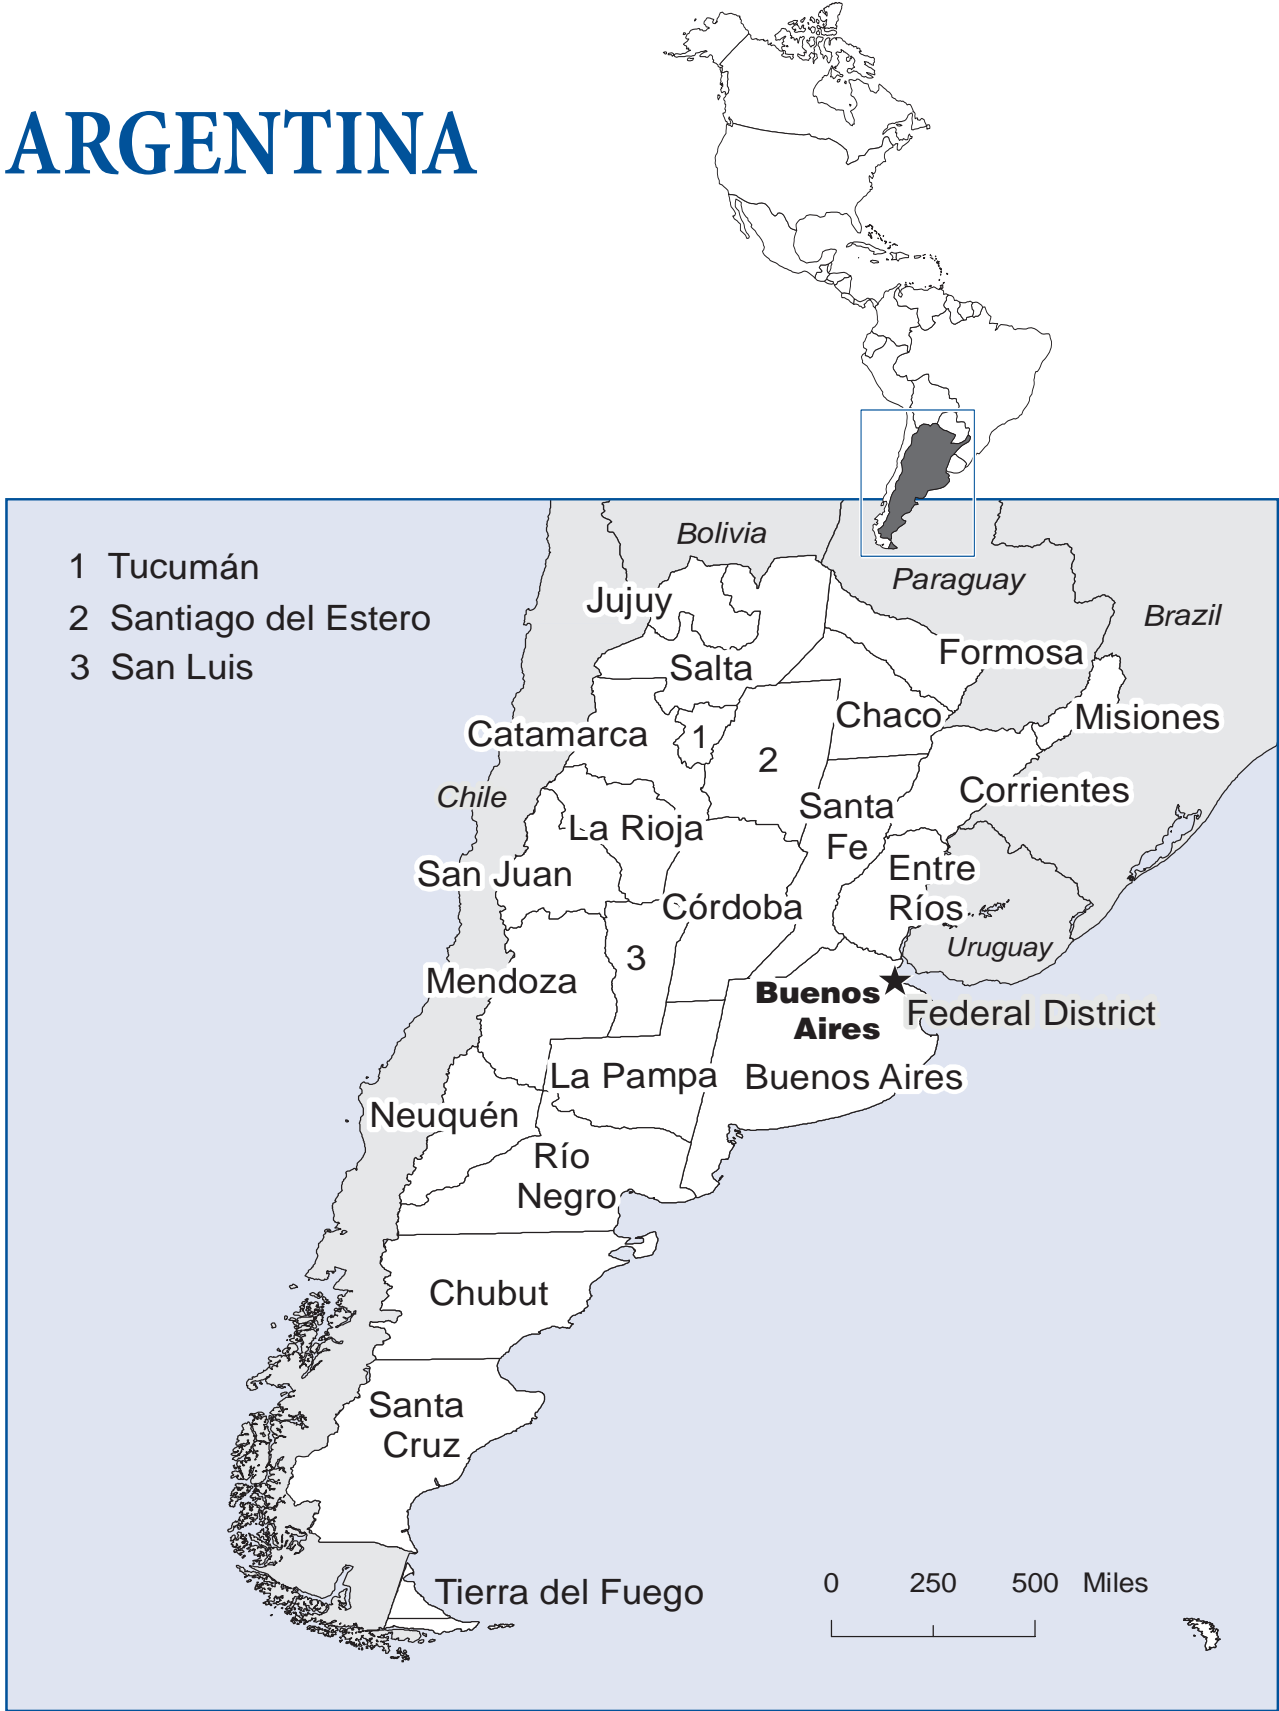 ARGENTINA
1 Tucumán
2 Santiago del Estero
3 San Luis
Bolivia
Paraguay
Brazil
Jujuy
Formosa
Salta
Chaco
Misiones
Catamarca
1
2
Chile
Corrientes
Santa
Fe
La Rioja
San Juan
Entre
Ríos
Córdoba
Uruguay
3
Mendoza
Buenos
Aires
Federal District
La Pampa
Buenos Aires
Neuquén
Río
Negro
Chubut
Santa
Cruz
Tierra del Fuego
0 250 500 Miles